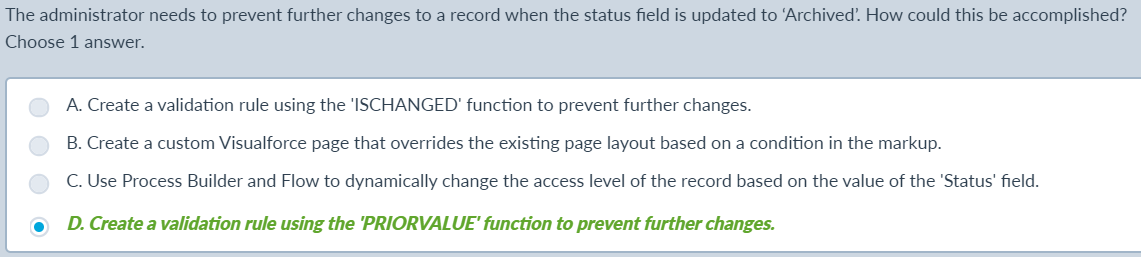 The administrator needs to prevent further changes to a record when the status field is updated to ‘Archived’. How could this be accomplished?
Choose 1 answer.
A. Create a validation rule using the 'ISCHANGED' function to prevent further changes.
B. Create a custom Visualforce page that overrides the existing page layout based on a condition in the markup.
C. Use Process Builder and Flow to dynamically change the access level of the record based on the value of the 'Status' field.
D. Create a validation rule using the 'PRIORVALUE' function to prevent further changes.